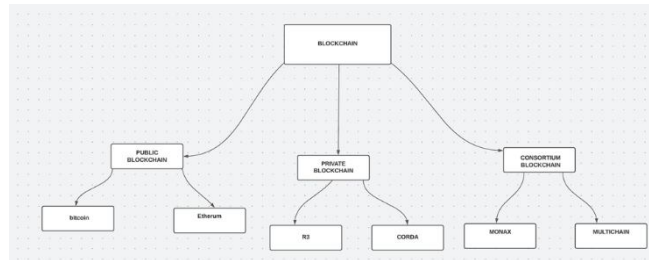 BLOCKCHAIN
PUBLIC
BLOCKCHAIN
PRIVATE
BLOCKCHAIN
CONSORTIUM
BLOCKCHAIN
bitcoin
Etherum
R3
CORDA
MONAX
MULTICHAIN